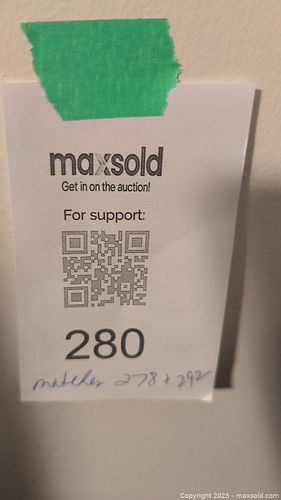 maxsold
Get in on the auction!
For support:
280
matches 278 + 292
Copyright 2025 - maxsold.com